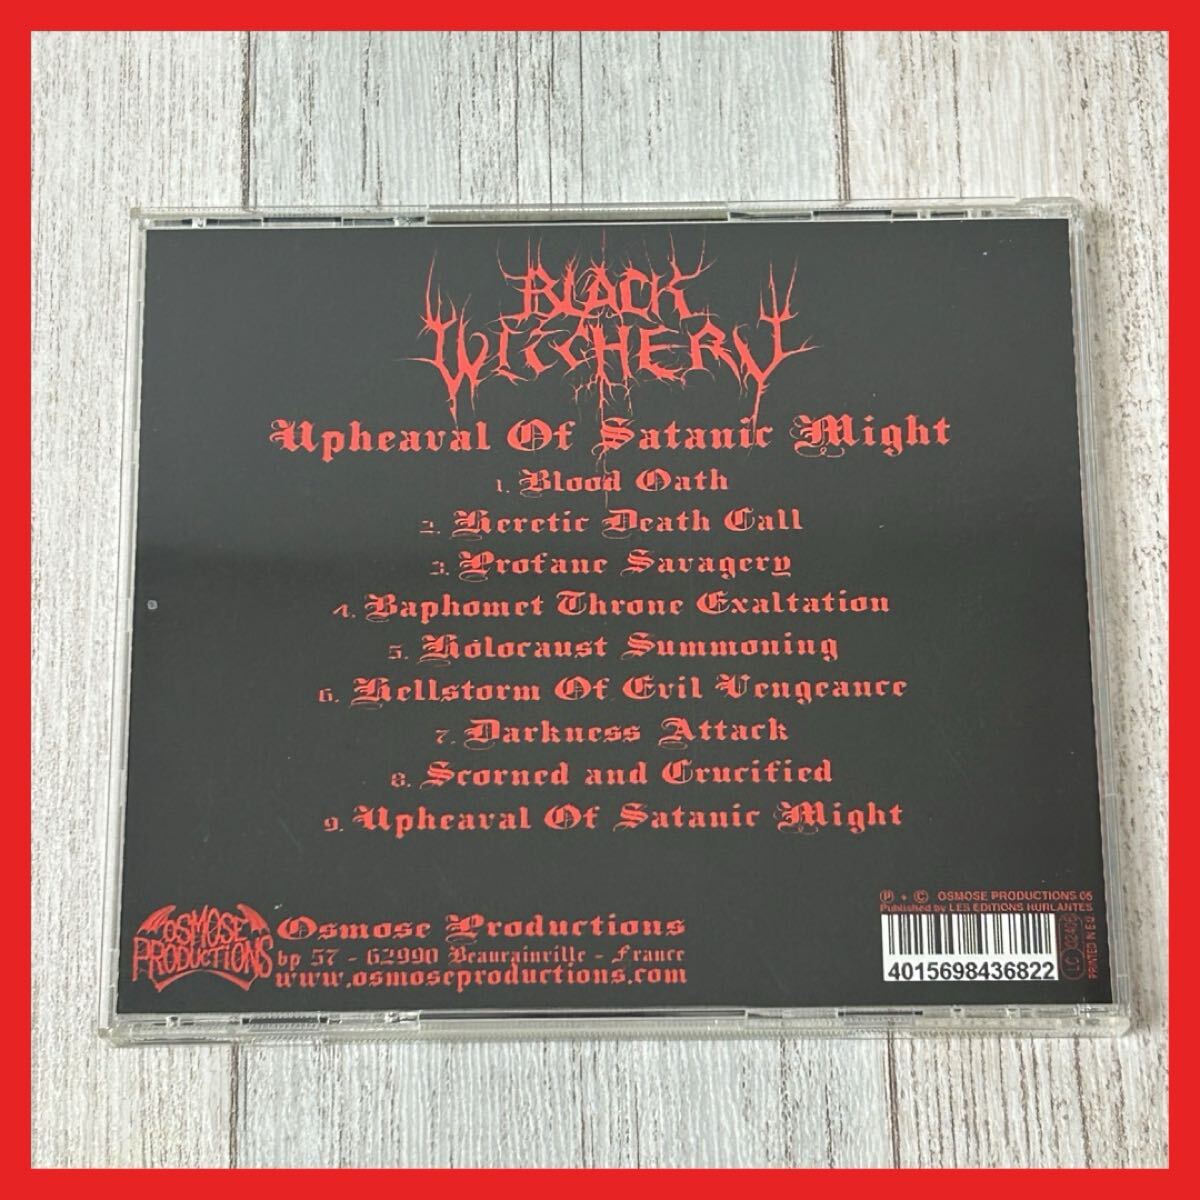 BLACK
WITCHERY
Upheaval Of Satanic Might
1. Blood Oath
2. Heretic Death Call
3. Profane Savagery
4. Baphomet Throne Exaltation
5. Holocaust Summoning
6. Hellstorm Of Evil Vengeance
7. Darkness Attack
8. Scorned and Crucified
9. Upheaval Of Satanic Might
OSMOSE
PRODUCTIONS
Osmose Productions
bp 57 - 62990 Beaurainville - France
www.osmoseproductions.com
Ⓟ + © OSMOSE PRODUCTIONS 05
Published by LES EDITIONS HURLANTES
4015698436822
LC 02406
PRINTED IN E.U.